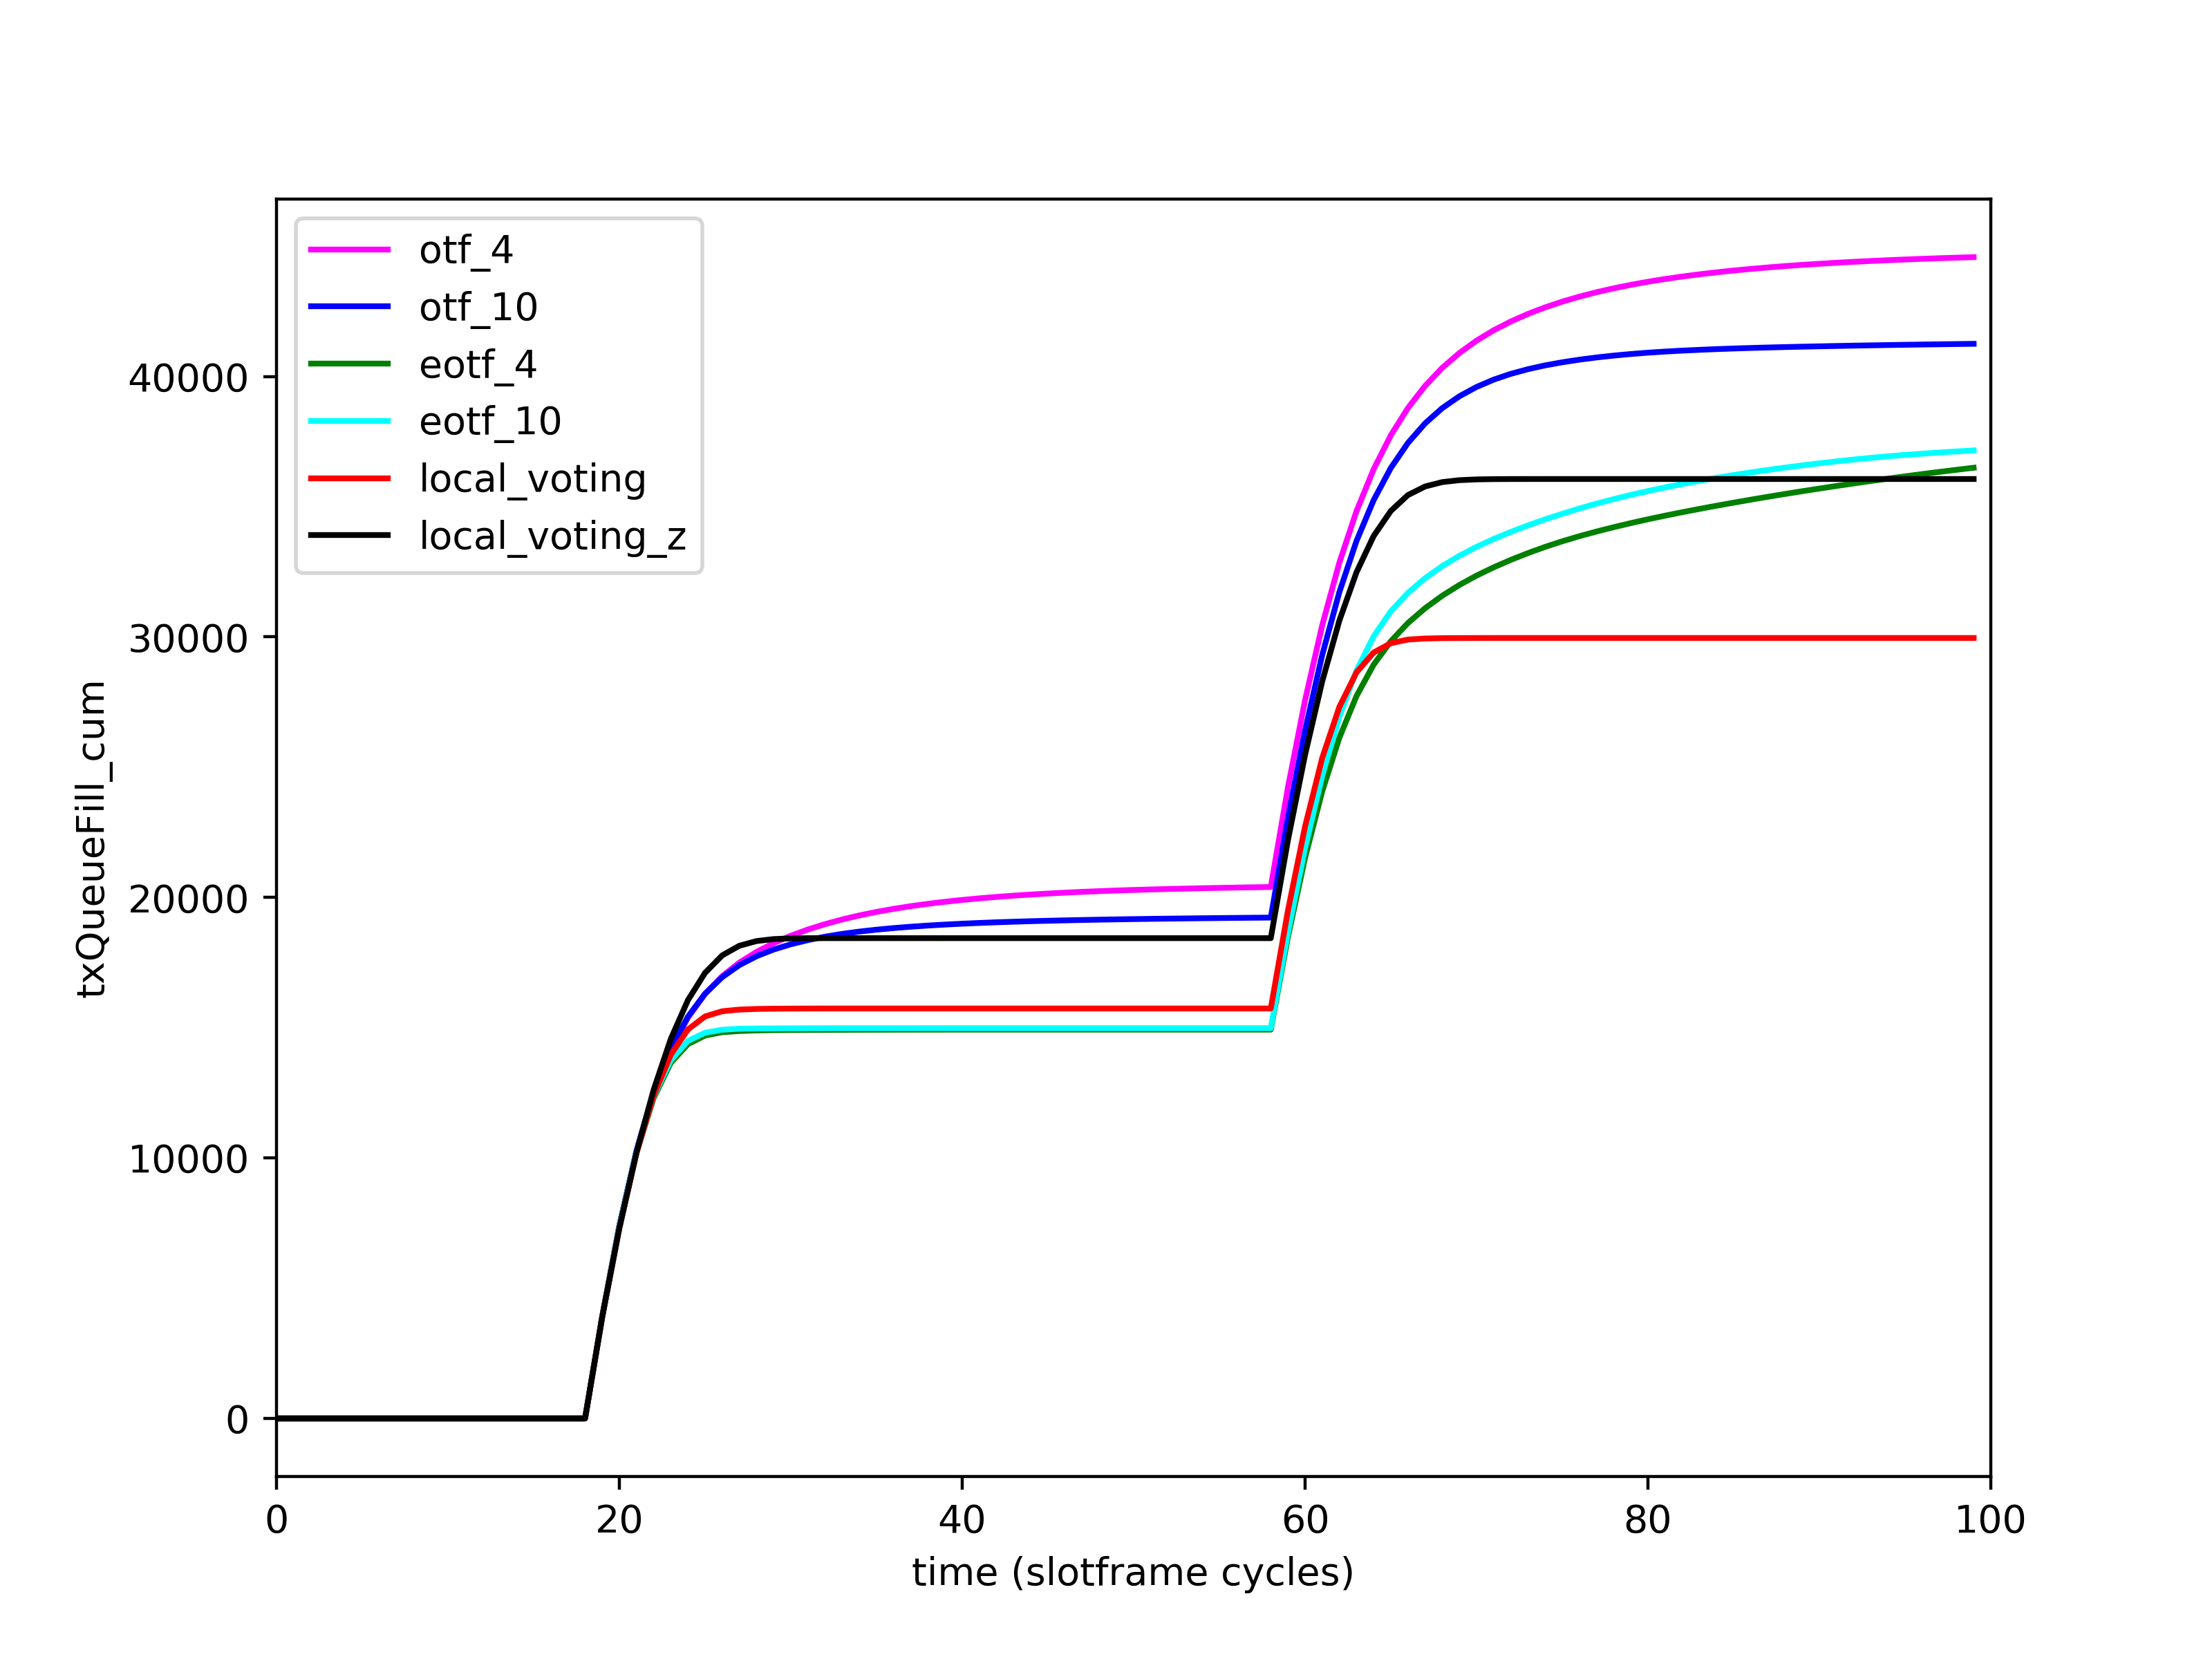 otf_4
otf_10
eotf_4
eotf_10
local_voting
local_voting_z
40000
30000
20000
10000
0
txQueueFill_cum
0 20 40 60 80 100
time (slotframe cycles)